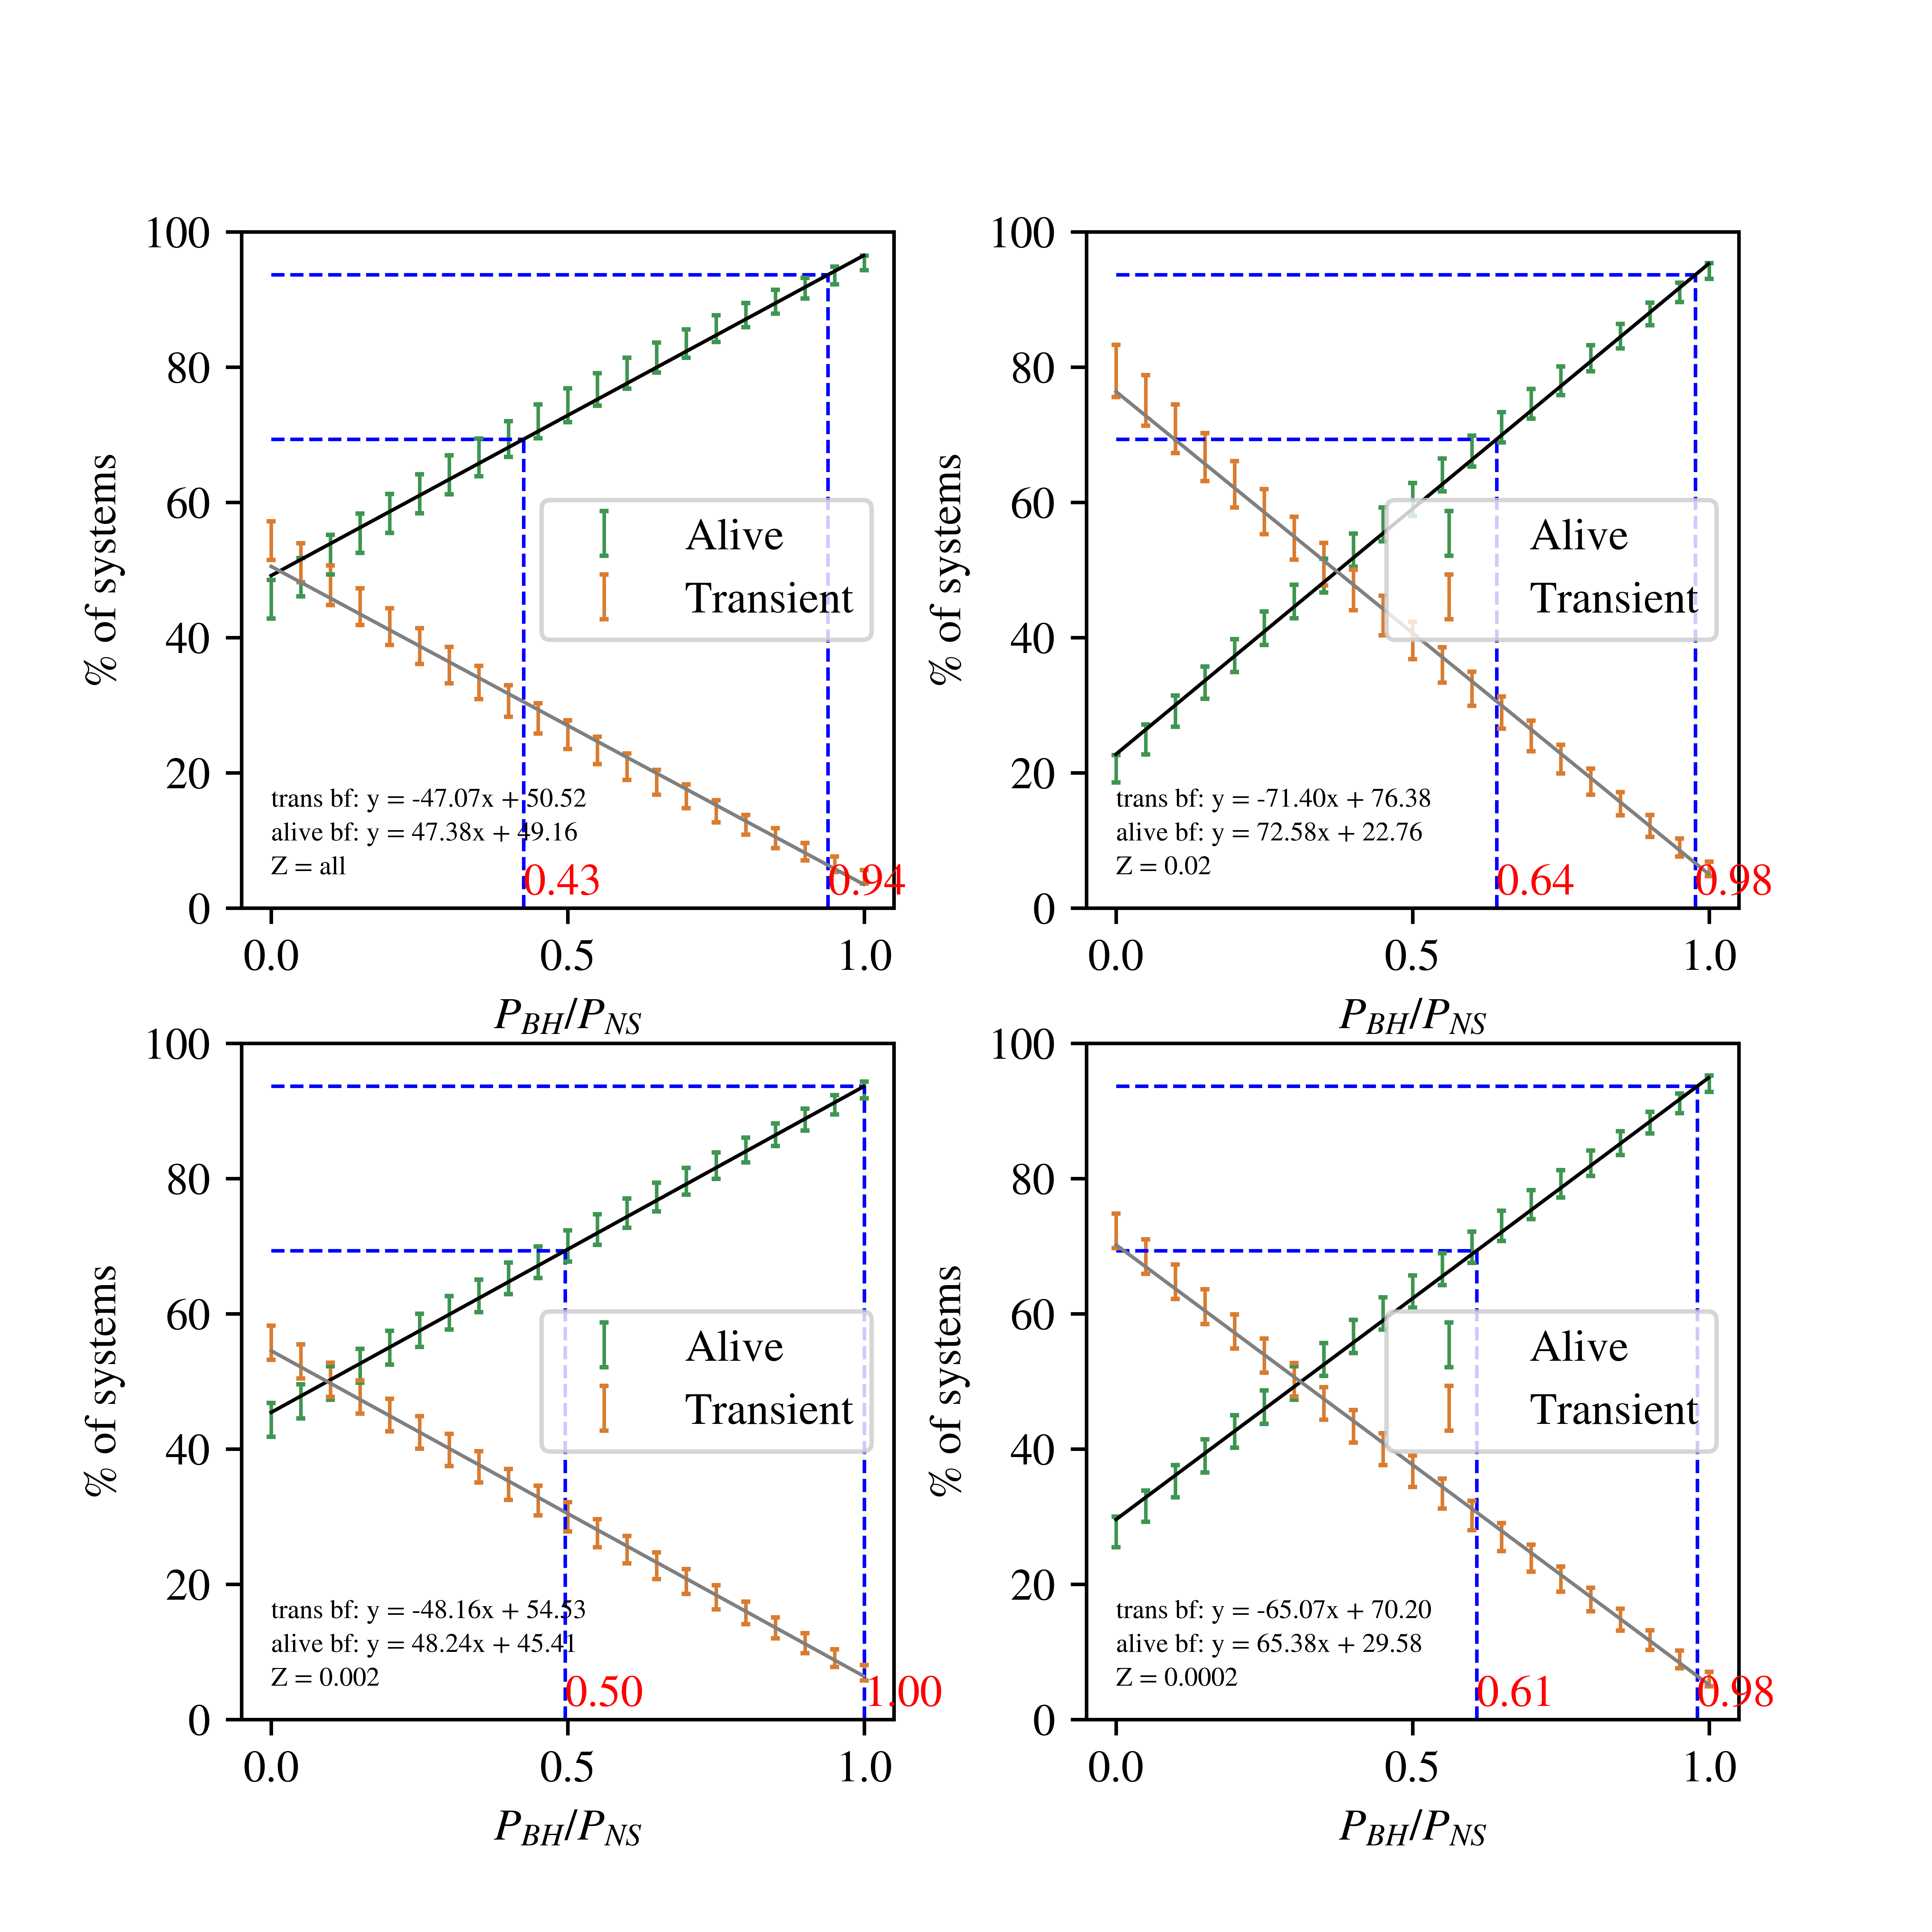 100
80
60
40
20
0
% of systems
Alive
Transient
trans bf: y = -47.07x + 50.52
alive bf: y = 47.38x + 49.16
Z = all
0.43
0.94
0.0
0.5
1.0
P_BH/P_NS
100
80
60
40
20
0
% of systems
Alive
Transient
trans bf: y = -71.40x + 76.38
alive bf: y = 72.58x + 22.76
Z = 0.02
0.64
0.98
0.0
0.5
1.0
P_BH/P_NS
100
80
60
40
20
0
% of systems
Alive
Transient
trans bf: y = -48.16x + 54.53
alive bf: y = 48.24x + 45.41
Z = 0.002
0.50
1.00
0.0
0.5
1.0
P_BH/P_NS
100
80
60
40
20
0
% of systems
Alive
Transient
trans bf: y = -65.07x + 70.20
alive bf: y = 65.38x + 29.58
Z = 0.0002
0.61
0.98
0.0
0.5
1.0
P_BH/P_NS